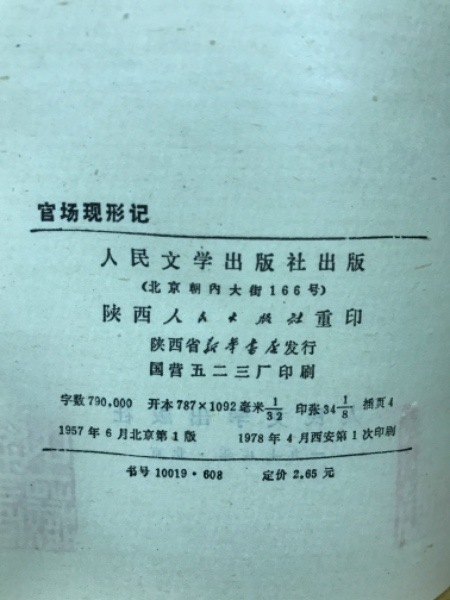 官场现形记
人民文学出版社出版
（北京朝内大街166号）
陕西人民出版社重印
陕西省新华书店发行
国营五二三厂印刷
字数790,000 开本787×1092毫米1/32 印张34 1/8 插页4
1957年6月北京第1版 1978年4月西安第1次印刷
书号10019·608 定价2.65元